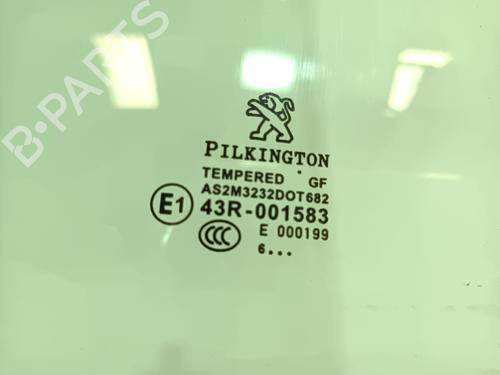 B-PARTS
PILKINGTON
TEMPERED GF
AS2M3232DOT682
E1 43R-001583
CCC E 000199
6...